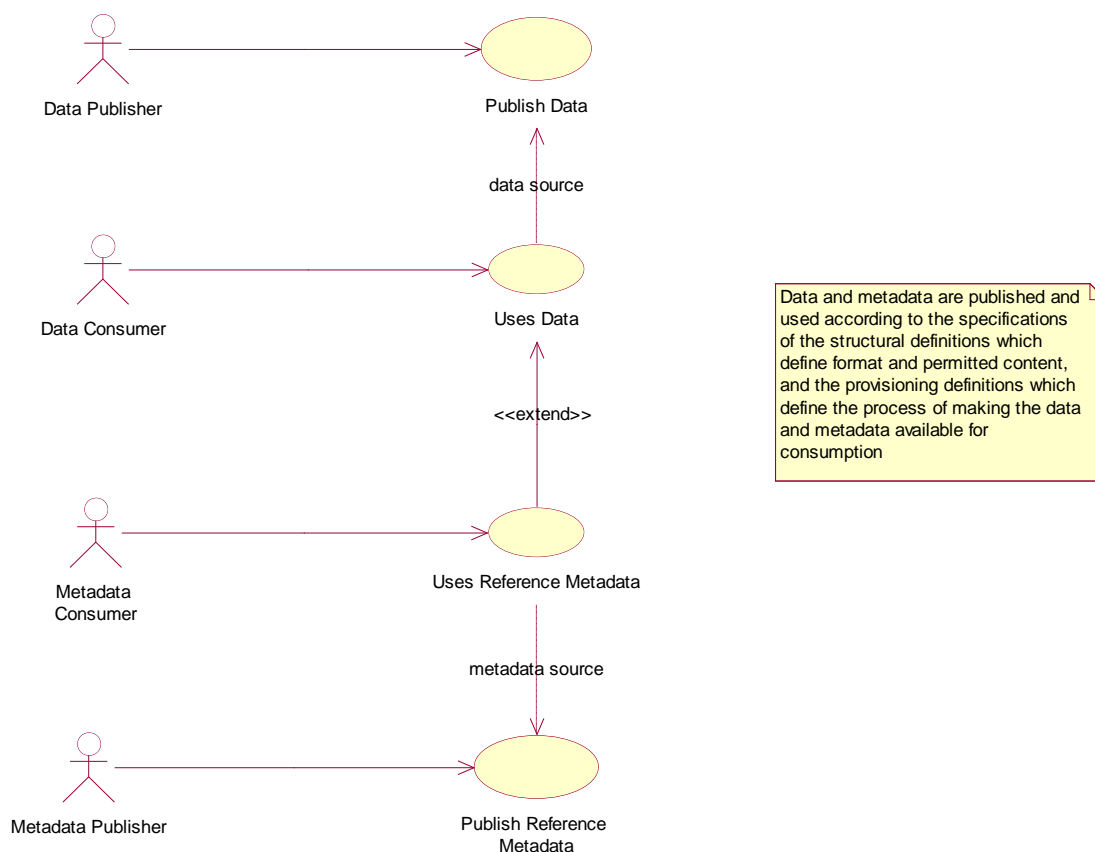 Data Publisher
Publish Data
data source
Data Consumer
Uses Data
Data and metadata are published and
used according to the specifications
of the structural definitions which
define format and permitted content,
and the provisioning definitions which
define the process of making the data
and metadata available for
consumption
<<extend>>
Metadata
Consumer
Uses Reference Metadata
metadata source
Metadata Publisher
Publish Reference
Metadata